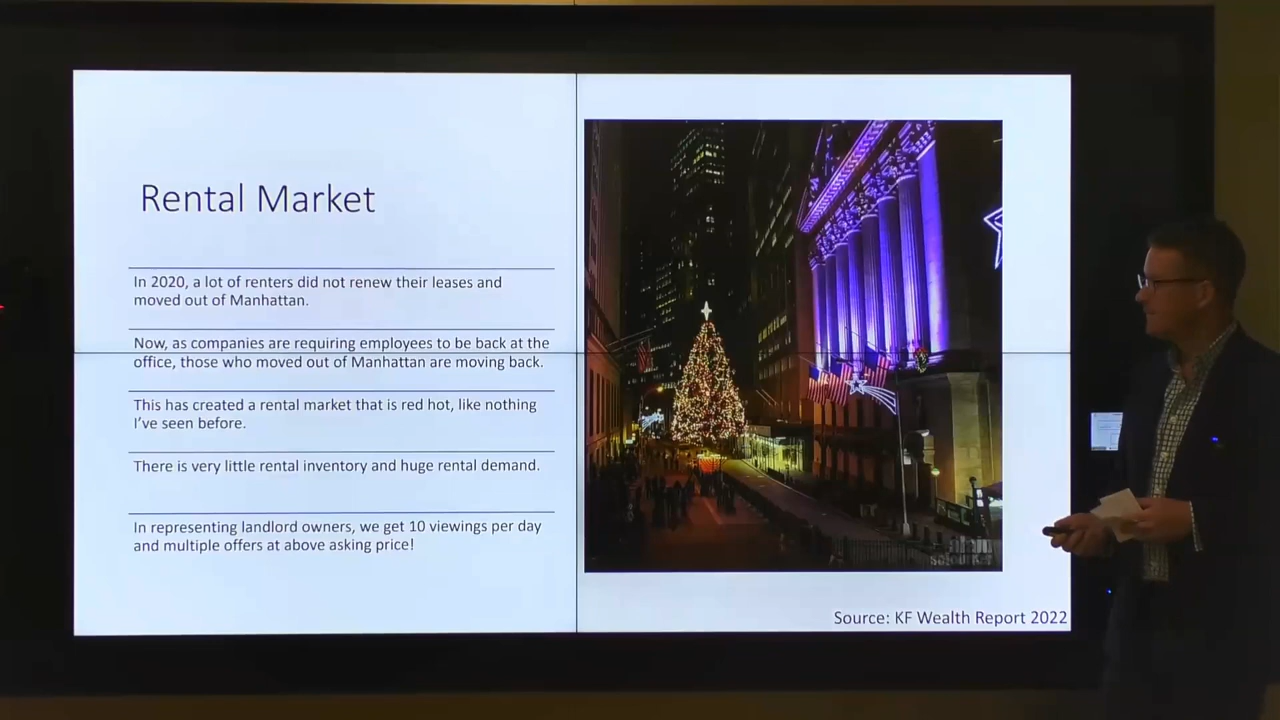 Rental Market
In 2020, a lot of renters did not renew their leases and
moved out of Manhattan.
Now, as companies are requiring employees to be back at the
office, those who moved out of Manhattan are moving back.
This has created a rental market that is red hot, like nothing
I've seen before.
There is very little rental inventory and huge rental demand.
In representing landlord owners, we get 10 viewings per day
and multiple offers at above asking price!
Source: KF Wealth Report 2022